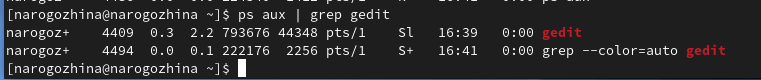 [narogozhina@narogozhina ~]$ ps aux | grep gedit
narogoz+    4409  0.3  2.2 793676 44348 pts/1    Sl   16:39   0:00 gedit
narogoz+    4494  0.0  0.1 222176  2256 pts/1    S+   16:41   0:00 grep --color=auto gedit
[narogozhina@narogozhina ~]$